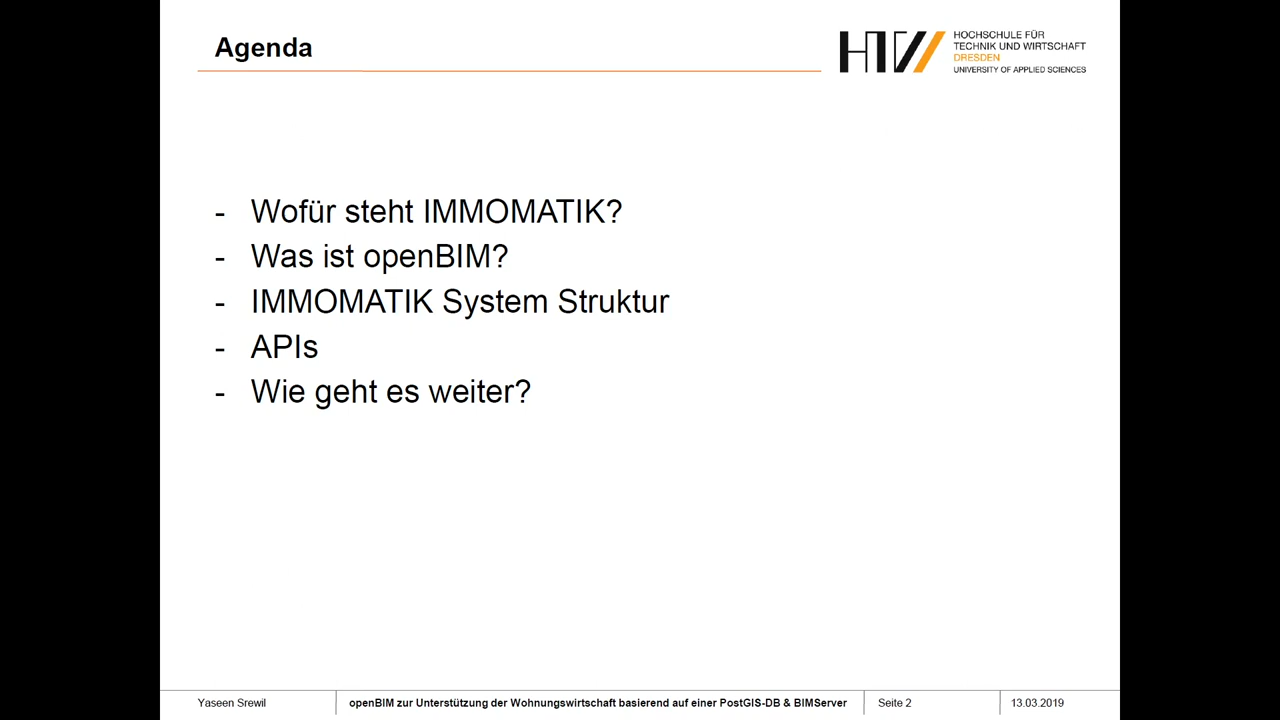 Agenda
HTW
HOCHSCHULE FÜR
TECHNIK UND WIRTSCHAFT
DRESDEN
UNIVERSITY OF APPLIED SCIENCES
- Wofür steht IMMOMATIK?
- Was ist openBIM?
- IMMOMATIK System Struktur
- APIs
- Wie geht es weiter?
Yaseen Srewil openBIM zur Unterstützung der Wohnungswirtschaft basierend auf einer PostGIS-DB & BIMServer Seite 2 13.03.2019